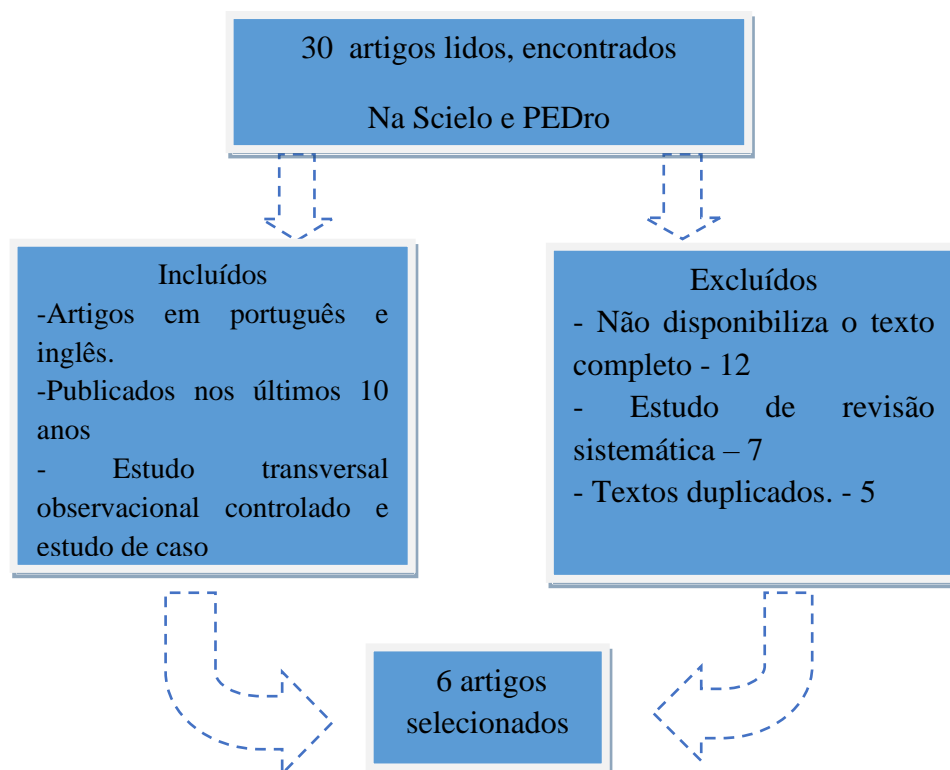 30 artigos lidos, encontrados
Na Scielo e PEDro
Incluídos
-Artigos em português e
inglês.
-Publicados nos últimos 10
anos
- Estudo transversal
observacional controlado e
estudo de caso
Excluídos
- Não disponibiliza o texto
completo - 12
- Estudo de revisão
sistemática – 7
- Textos duplicados. - 5
6 artigos
selecionados